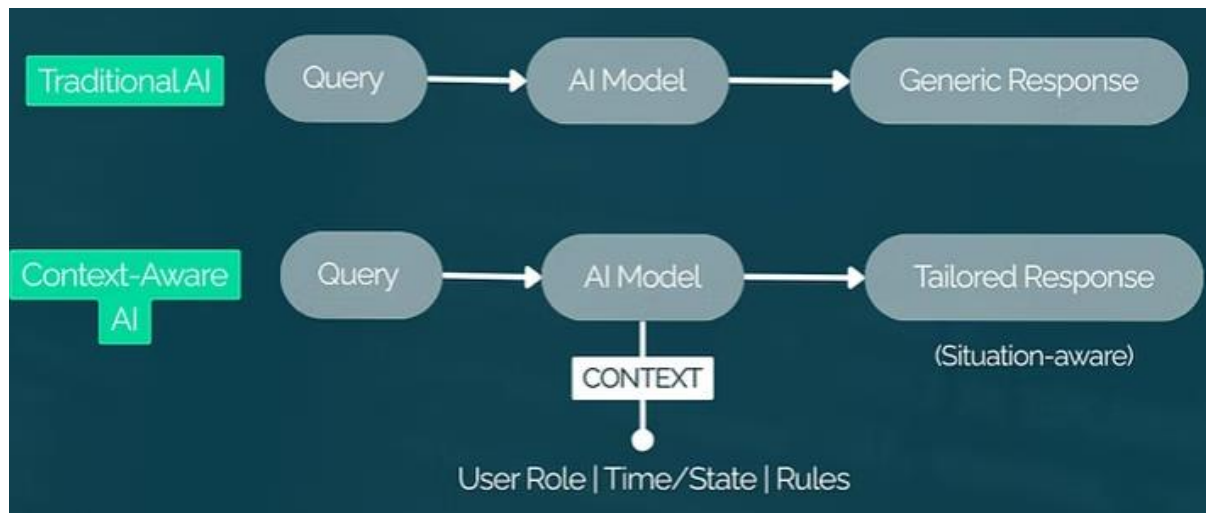 Traditional AI
Query
AI Model
Generic Response
Context-Aware
AI
Query
AI Model
Tailored Response
(Situation-aware)
CONTEXT
User Role | Time/State | Rules